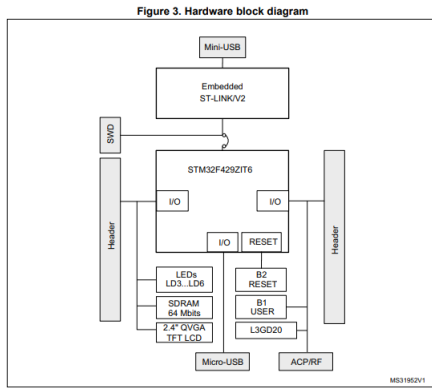 Figure 3. Hardware block diagram
Mini-USB
Embedded
ST-LINK/V2
SWD
STM32F429ZIT6
Header
I/O
I/O
Header
I/O
RESET
LEDs
LD3...LD6
B2
RESET
SDRAM
64 Mbits
B1
USER
2.4" QVGA
TFT LCD
L3GD20
Micro-USB
ACP/RF
MS31952V1